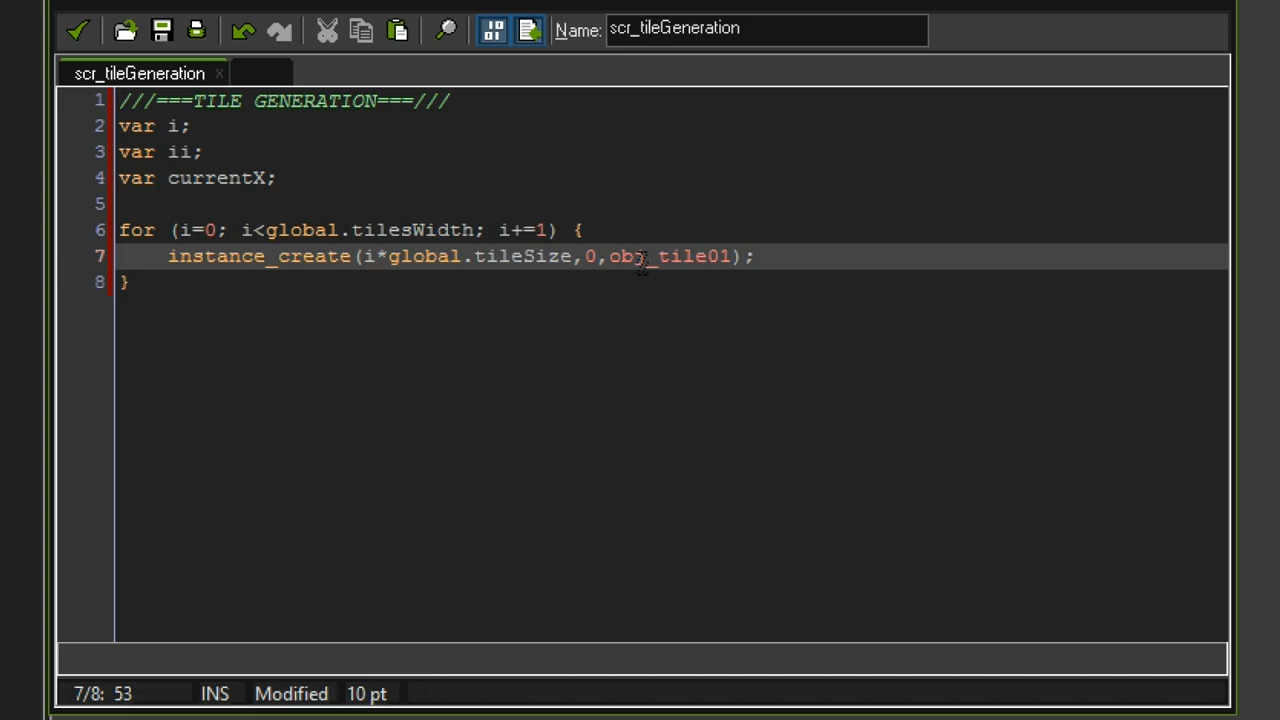 Name: scr_tileGeneration
scr_tileGeneration x
1 ///===TILE GENERATION===///
2 var i;
3 var ii;
4 var currentX;
5
6 for (i=0; i<global.tilesWidth; i+=1) {
7 instance_create(i*global.tileSize,0,obj_tile01);
8 }
7/8: 53 INS Modified 10 pt